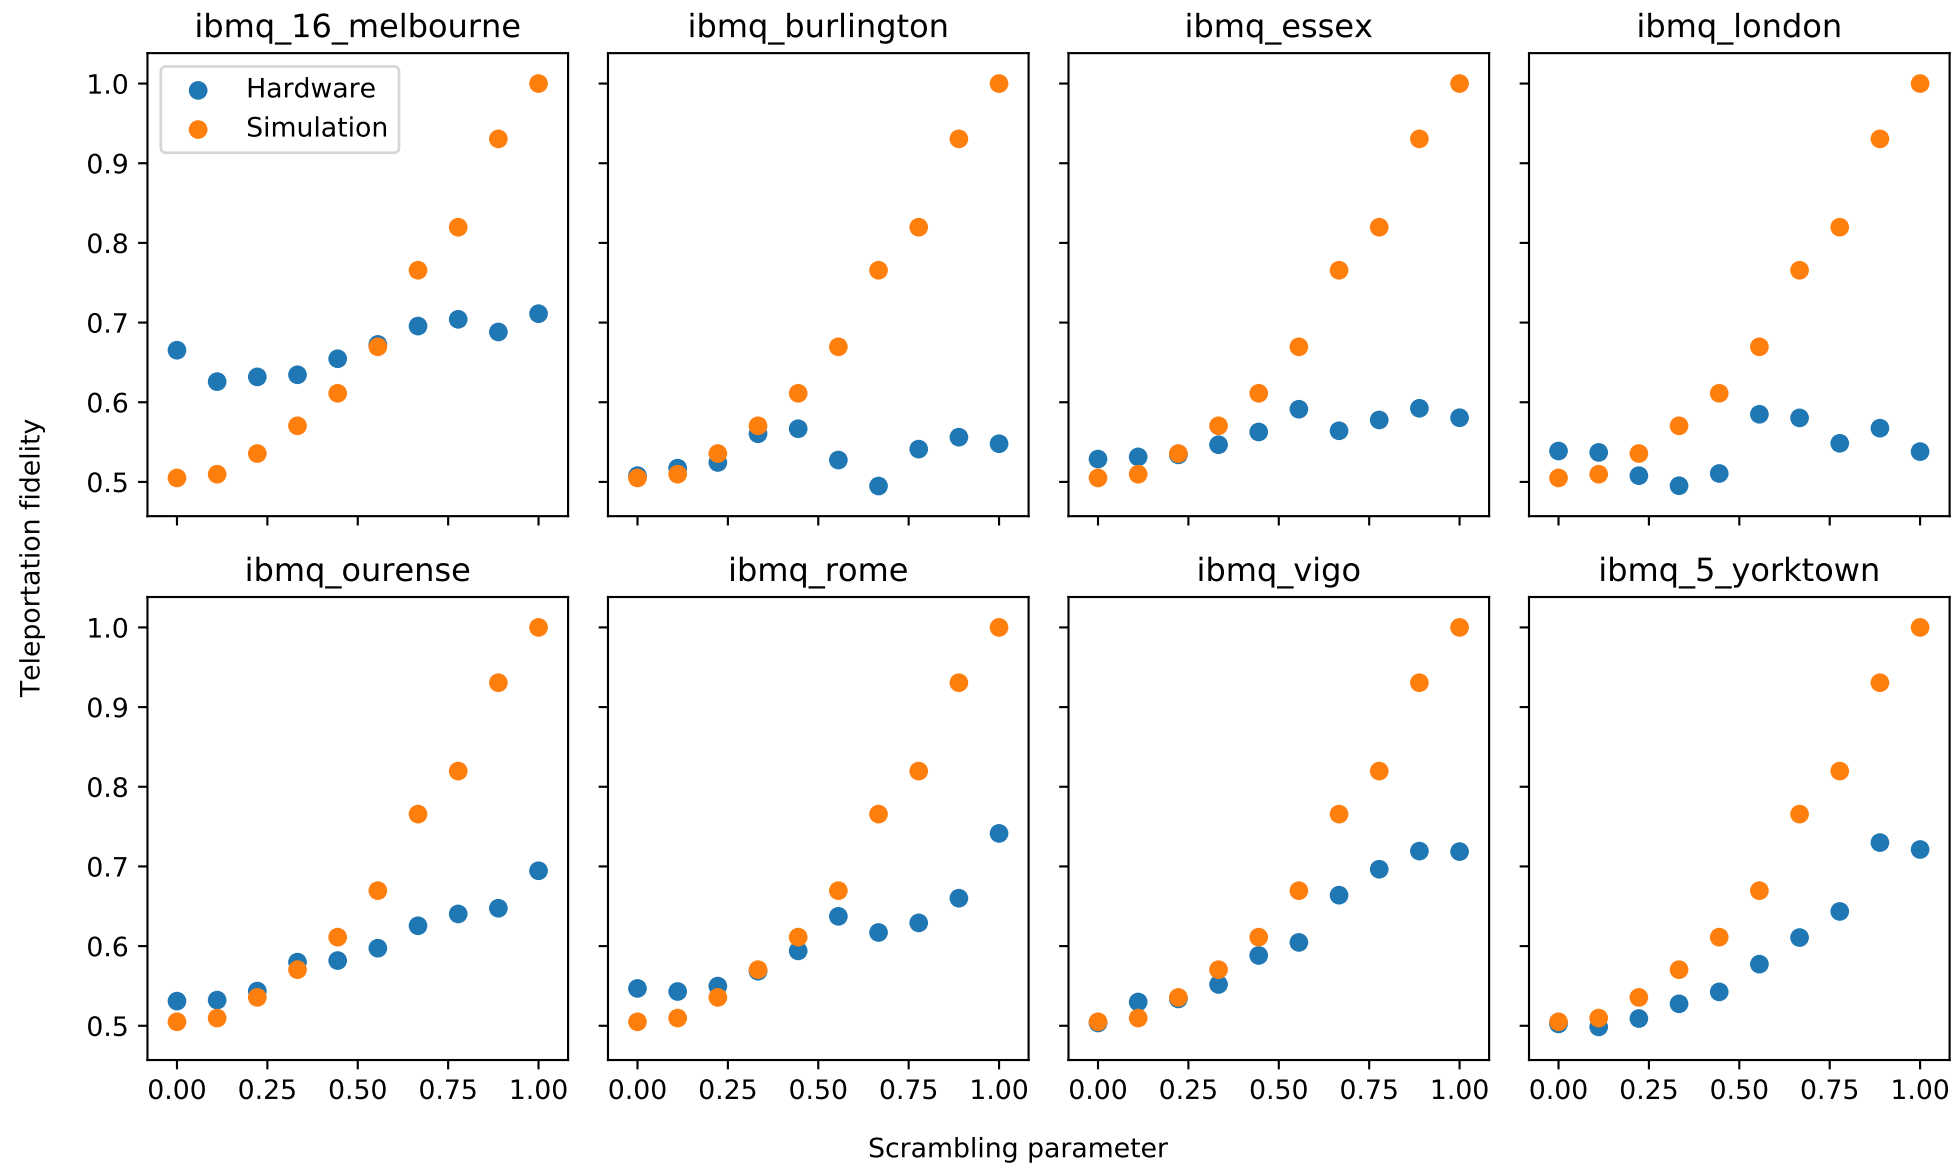 ibmq_16_melbourne
ibmq_burlington
ibmq_essex
ibmq_london
Hardware
Simulation
1.0
0.9
0.8
0.7
0.6
0.5
Teleportation fidelity
ibmq_ourense
ibmq_rome
ibmq_vigo
ibmq_5_yorktown
1.0
0.9
0.8
0.7
0.6
0.5
0.00 0.25 0.50 0.75 1.00
0.00 0.25 0.50 0.75 1.00
0.00 0.25 0.50 0.75 1.00
0.00 0.25 0.50 0.75 1.00
Scrambling parameter